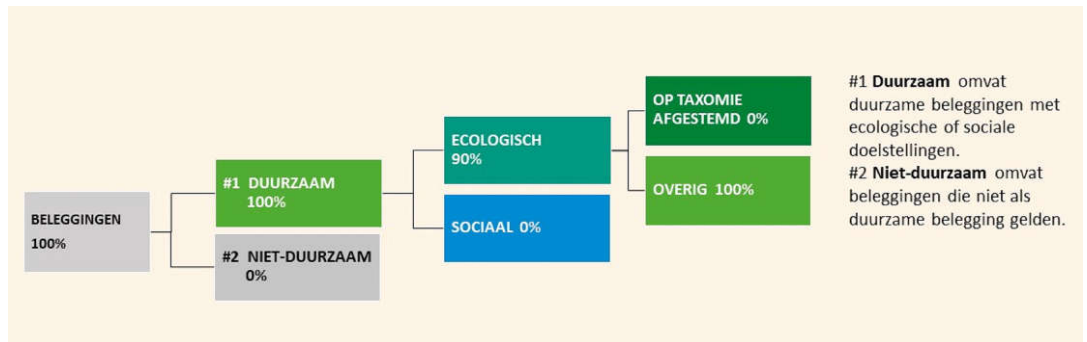 BELEGGINGEN
100%
#1 DUURZAAM
100%
#2 NIET-DUURZAAM
0%
ECOLOGISCH
90%
SOCIAAL 0%
OP TAXOMIE
AFGESTEMD 0%
OVERIG 100%
#1 Duurzaam omvat
duurzame beleggingen met
ecologische of sociale
doelstellingen.
#2 Niet-duurzaam omvat
beleggingen die niet als
duurzame belegging gelden.